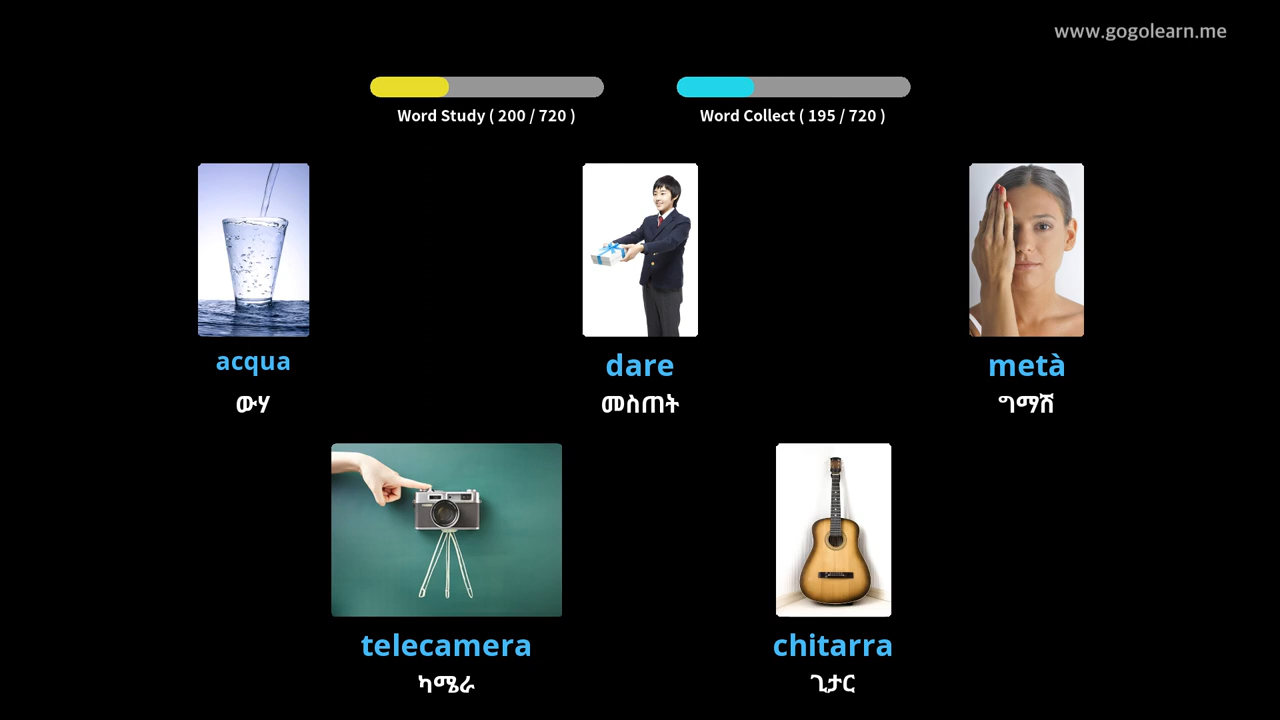 www.gogolearn.me
Word Study ( 200 / 720 )
Word Collect ( 195 / 720 )
acqua
ውሃ
dare
መስጠት
metà
ግማሽ
telecamera
ካሜራ
chitarra
ጊታር